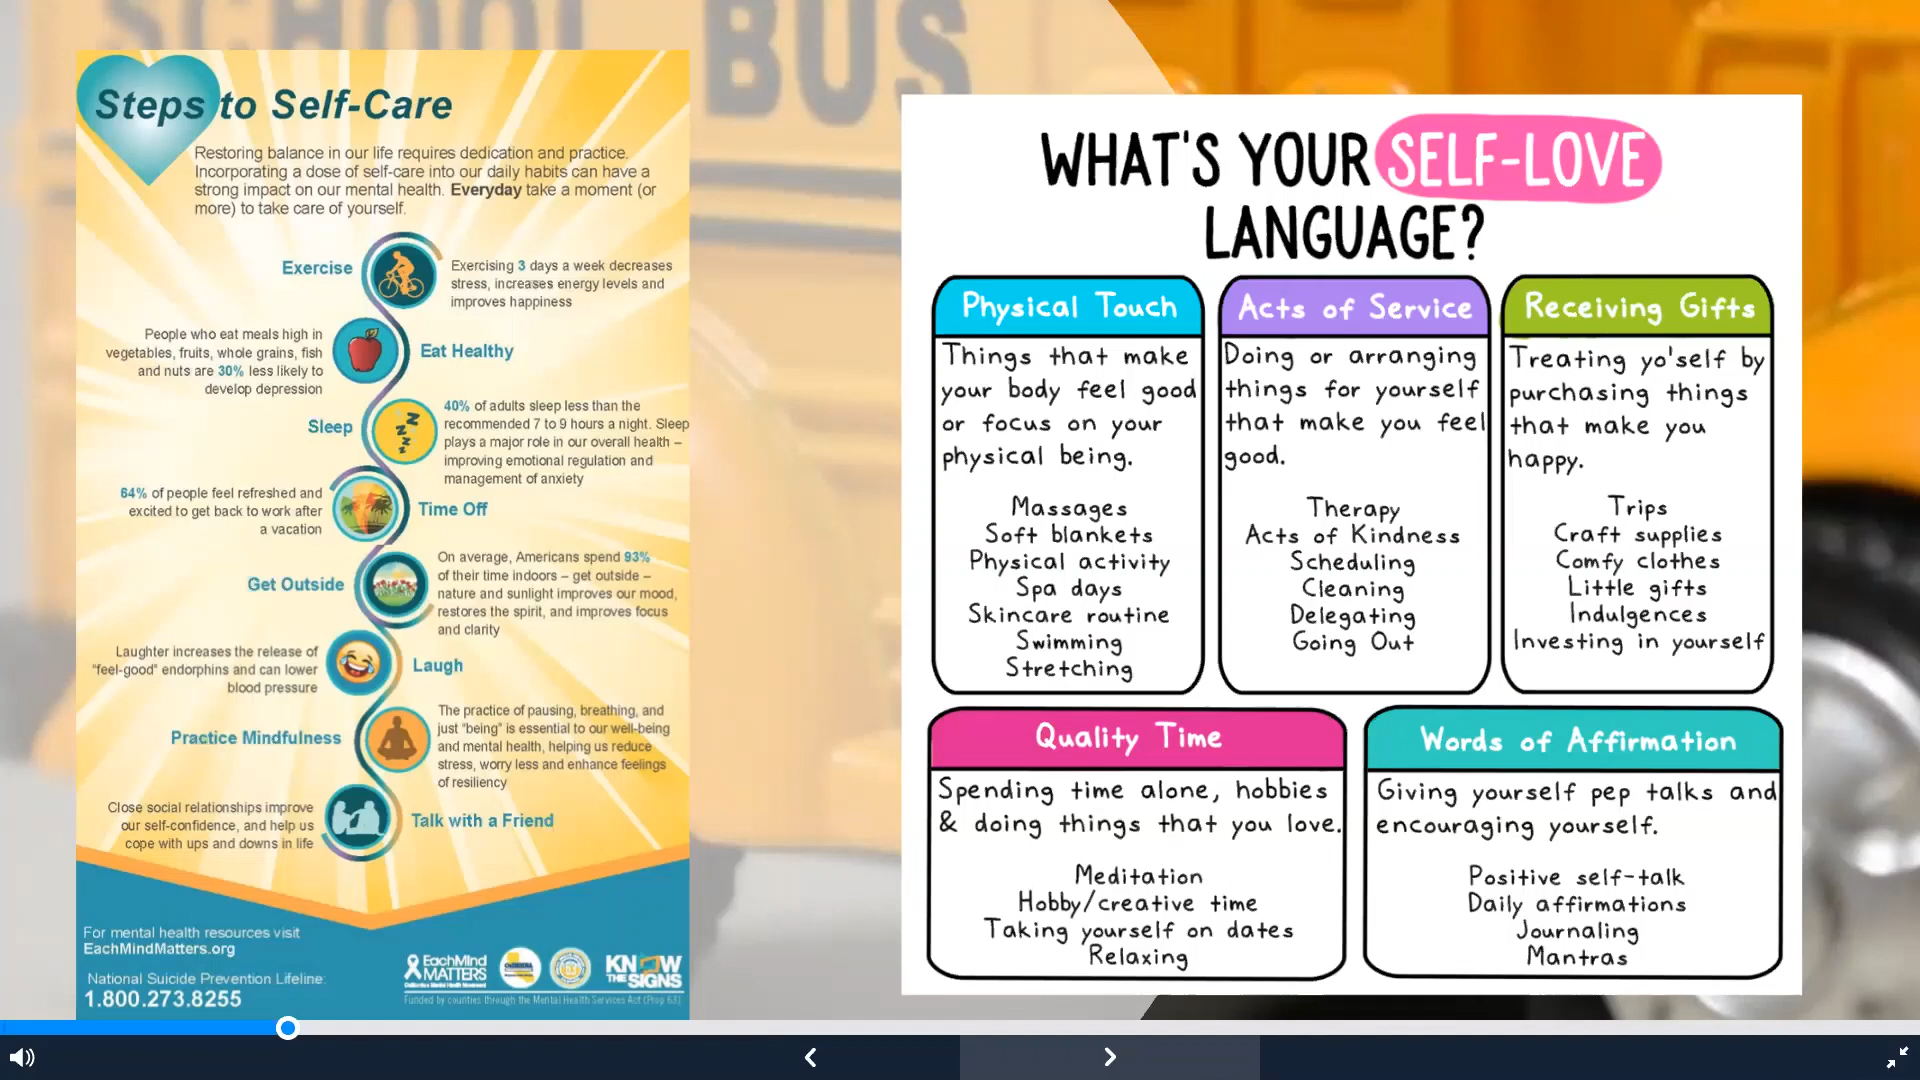 SCHOOL BUS
Steps to Self-Care
Restoring balance in our life requires dedication and practice.
Incorporating a dose of self-care into our daily habits can have a
strong impact on our mental health. Everyday take a moment (or
more) to take care of yourself.
Exercise
Exercising 3 days a week decreases
stress, increases energy levels and
improves happiness
People who eat meals high in
vegetables, fruits, whole grains, fish
and nuts are 30% less likely to
develop depression
Eat Healthy
Sleep
40% of adults sleep less than the
recommended 7 to 9 hours a night. Sleep
plays a major role in our overall health –
improving emotional regulation and
management of anxiety
64% of people feel refreshed and
excited to get back to work after
a vacation
Time Off
Get Outside
On average, Americans spend 93%
of their time indoors – get outside –
nature and sunlight improves our mood,
restores the spirit, and improves focus
and clarity
Laughter increases the release of
"feel-good" endorphins and can lower
blood pressure
Laugh
Practice Mindfulness
The practice of pausing, breathing, and
just "being" is essential to our well-being
and mental health, helping us reduce
stress, worry less and enhance feelings
of resiliency
Close social relationships improve
our self-confidence, and help us
cope with ups and downs in life
Talk with a Friend
For mental health resources visit
EachMindMatters.org
National Suicide Prevention Lifeline:
1.800.273.8255
EachMind
MATTERS
California's Mental Health Movement
KNOW
THE SIGNS
Funded by counties through the Mental Health Services Act (Prop 63)
WHAT'S YOUR SELF-LOVE
LANGUAGE?
Physical Touch
Things that make
your body feel good
or focus on your
physical being.
Massages
Soft blankets
Physical activity
Spa days
Skincare routine
Swimming
Stretching
Acts of Service
Doing or arranging
things for yourself
that make you feel
good.
Therapy
Acts of Kindness
Scheduling
Cleaning
Delegating
Going Out
Receiving Gifts
Treating yo'self by
purchasing things
that make you
happy.
Trips
Craft supplies
Comfy clothes
Little gifts
Indulgences
Investing in yourself
Quality Time
Spending time alone, hobbies
& doing things that you love.
Meditation
Hobby/creative time
Taking yourself on dates
Relaxing
Words of Affirmation
Giving yourself pep talks and
encouraging yourself.
Positive self-talk
Daily affirmations
Journaling
Mantras